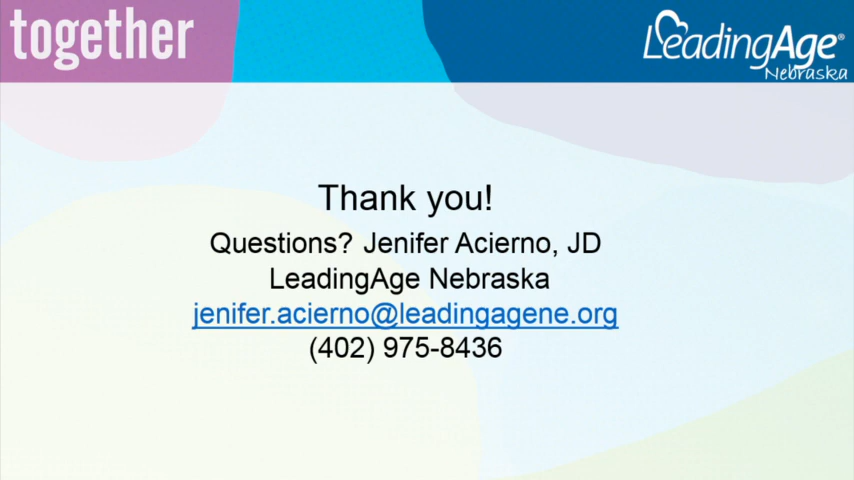 together
LeadingAge®
Nebraska
Thank you!
Questions? Jenifer Acierno, JD
LeadingAge Nebraska
jenifer.acierno@leadingagene.org
(402) 975-8436